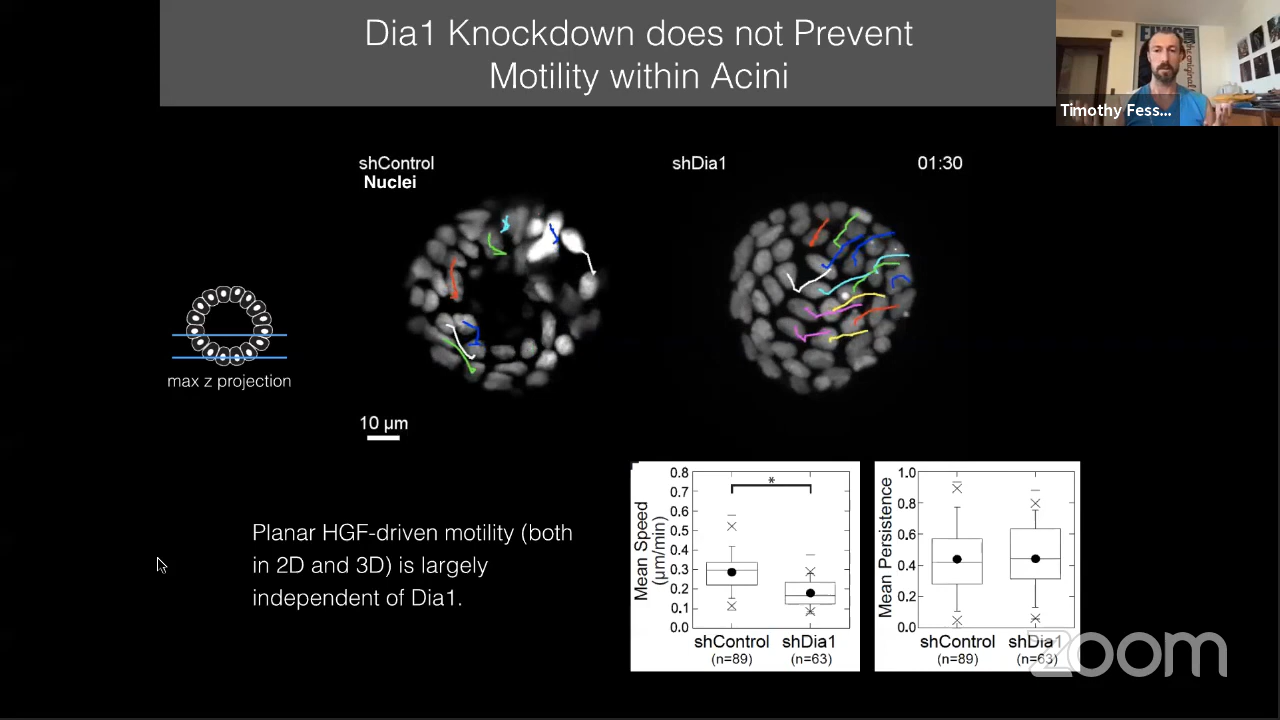 Dia1 Knockdown does not Prevent
Motility within Acini
Timothy Fess...
shControl
Nuclei
shDia1
01:30
max z projection
10 µm
Planar HGF-driven motility (both
in 2D and 3D) is largely
independent of Dia1.
Mean Speed
(µm/min)
0.8
0.7
0.6
0.5
0.4
0.3
0.2
0.1
0.0
*
shControl
(n=89)
shDia1
(n=63)
Mean Persistence
1.0
0.8
0.6
0.4
0.2
0.0
shControl
(n=89)
shDia1
(n=63)
zoom